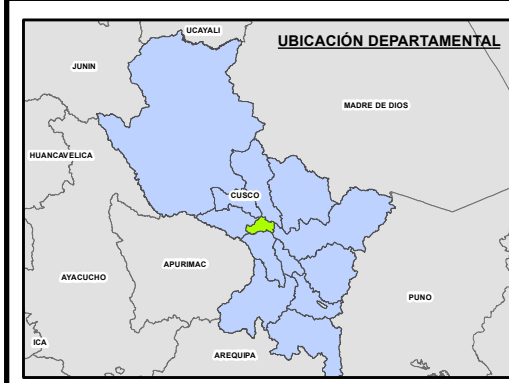 UCAYALI
UBICACIÓN DEPARTAMENTAL
JUNIN
MADRE DE DIOS
HUANCAVELICA
CUSCO
APURIMAC
AYACUCHO
PUNO
ICA
AREQUIPA